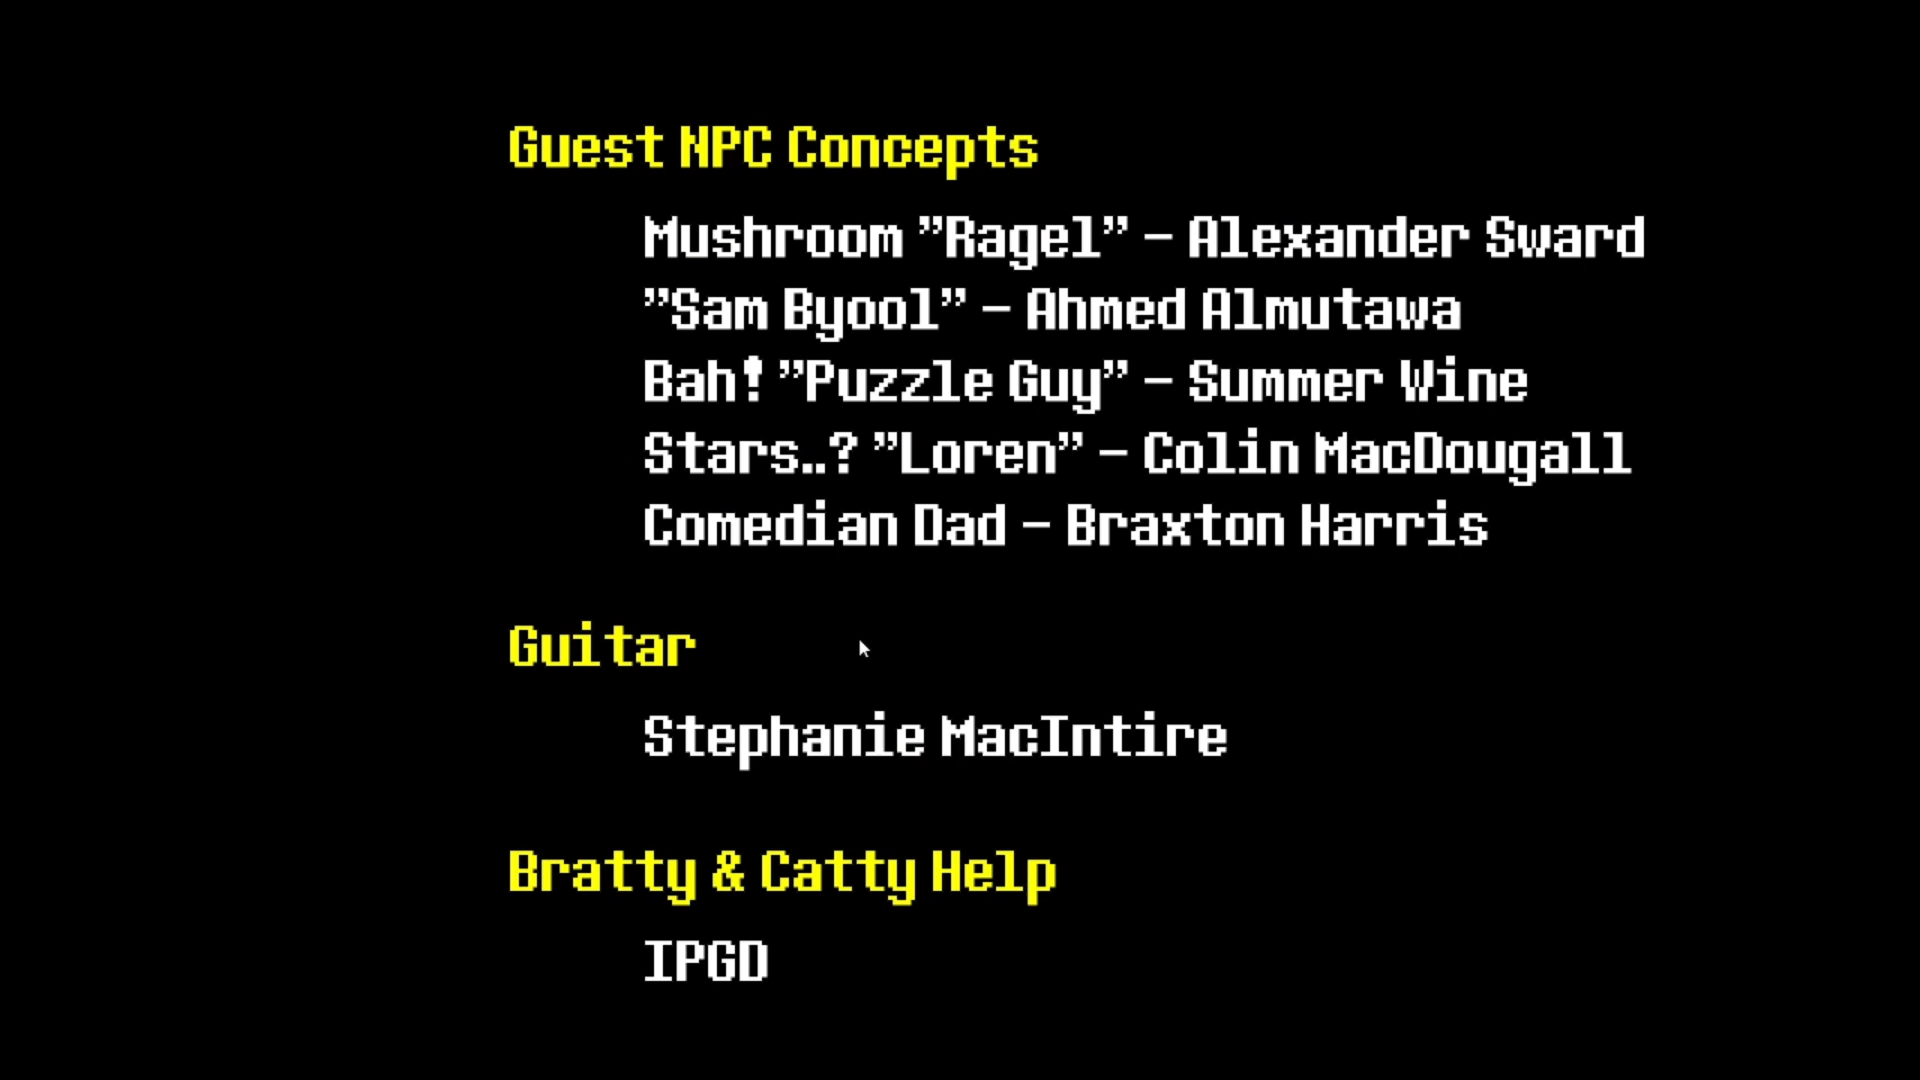 Guest NPC Concepts
Mushroom "Ragel" - Alexander Sward
"Sam Byool" - Ahmed Almutawa
Bah! "Puzzle Guy" - Summer Wine
Stars..? "Loren" - Colin MacDougall
Comedian Dad - Braxton Harris
Guitar
Stephanie MacIntire
Bratty & Catty Help
IPGD